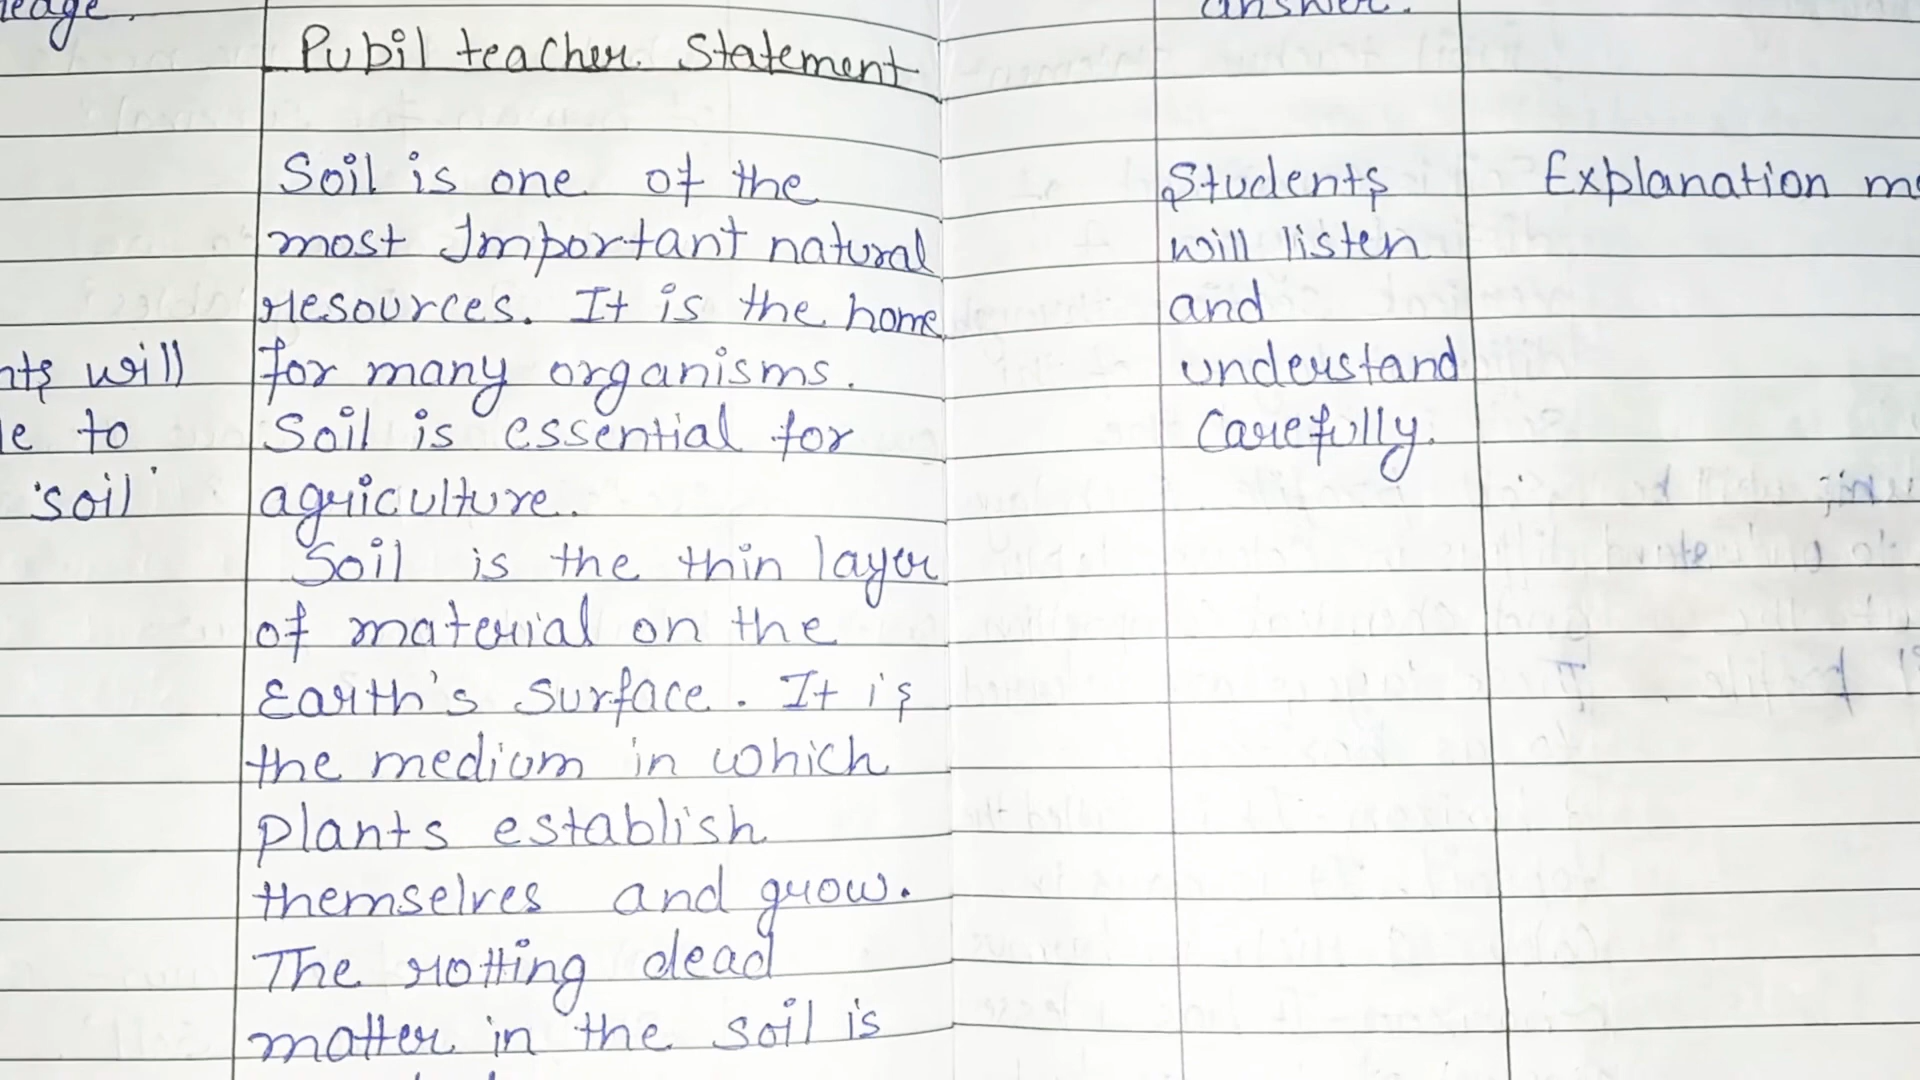 answer.
Pubil teacher Statement
Soil is one of the
most Important natural
resources. It is the home
for many organisms.
Soil is essential for
agriculture.
Soil is the thin layer
of material on the
Earth's surface. It is
the medium in which
plants establish
themselves and grow.
The rotting dead
matter in the soil is
will
to
'soil'
Students
will listen
and
understand
Carefully.
Explanation